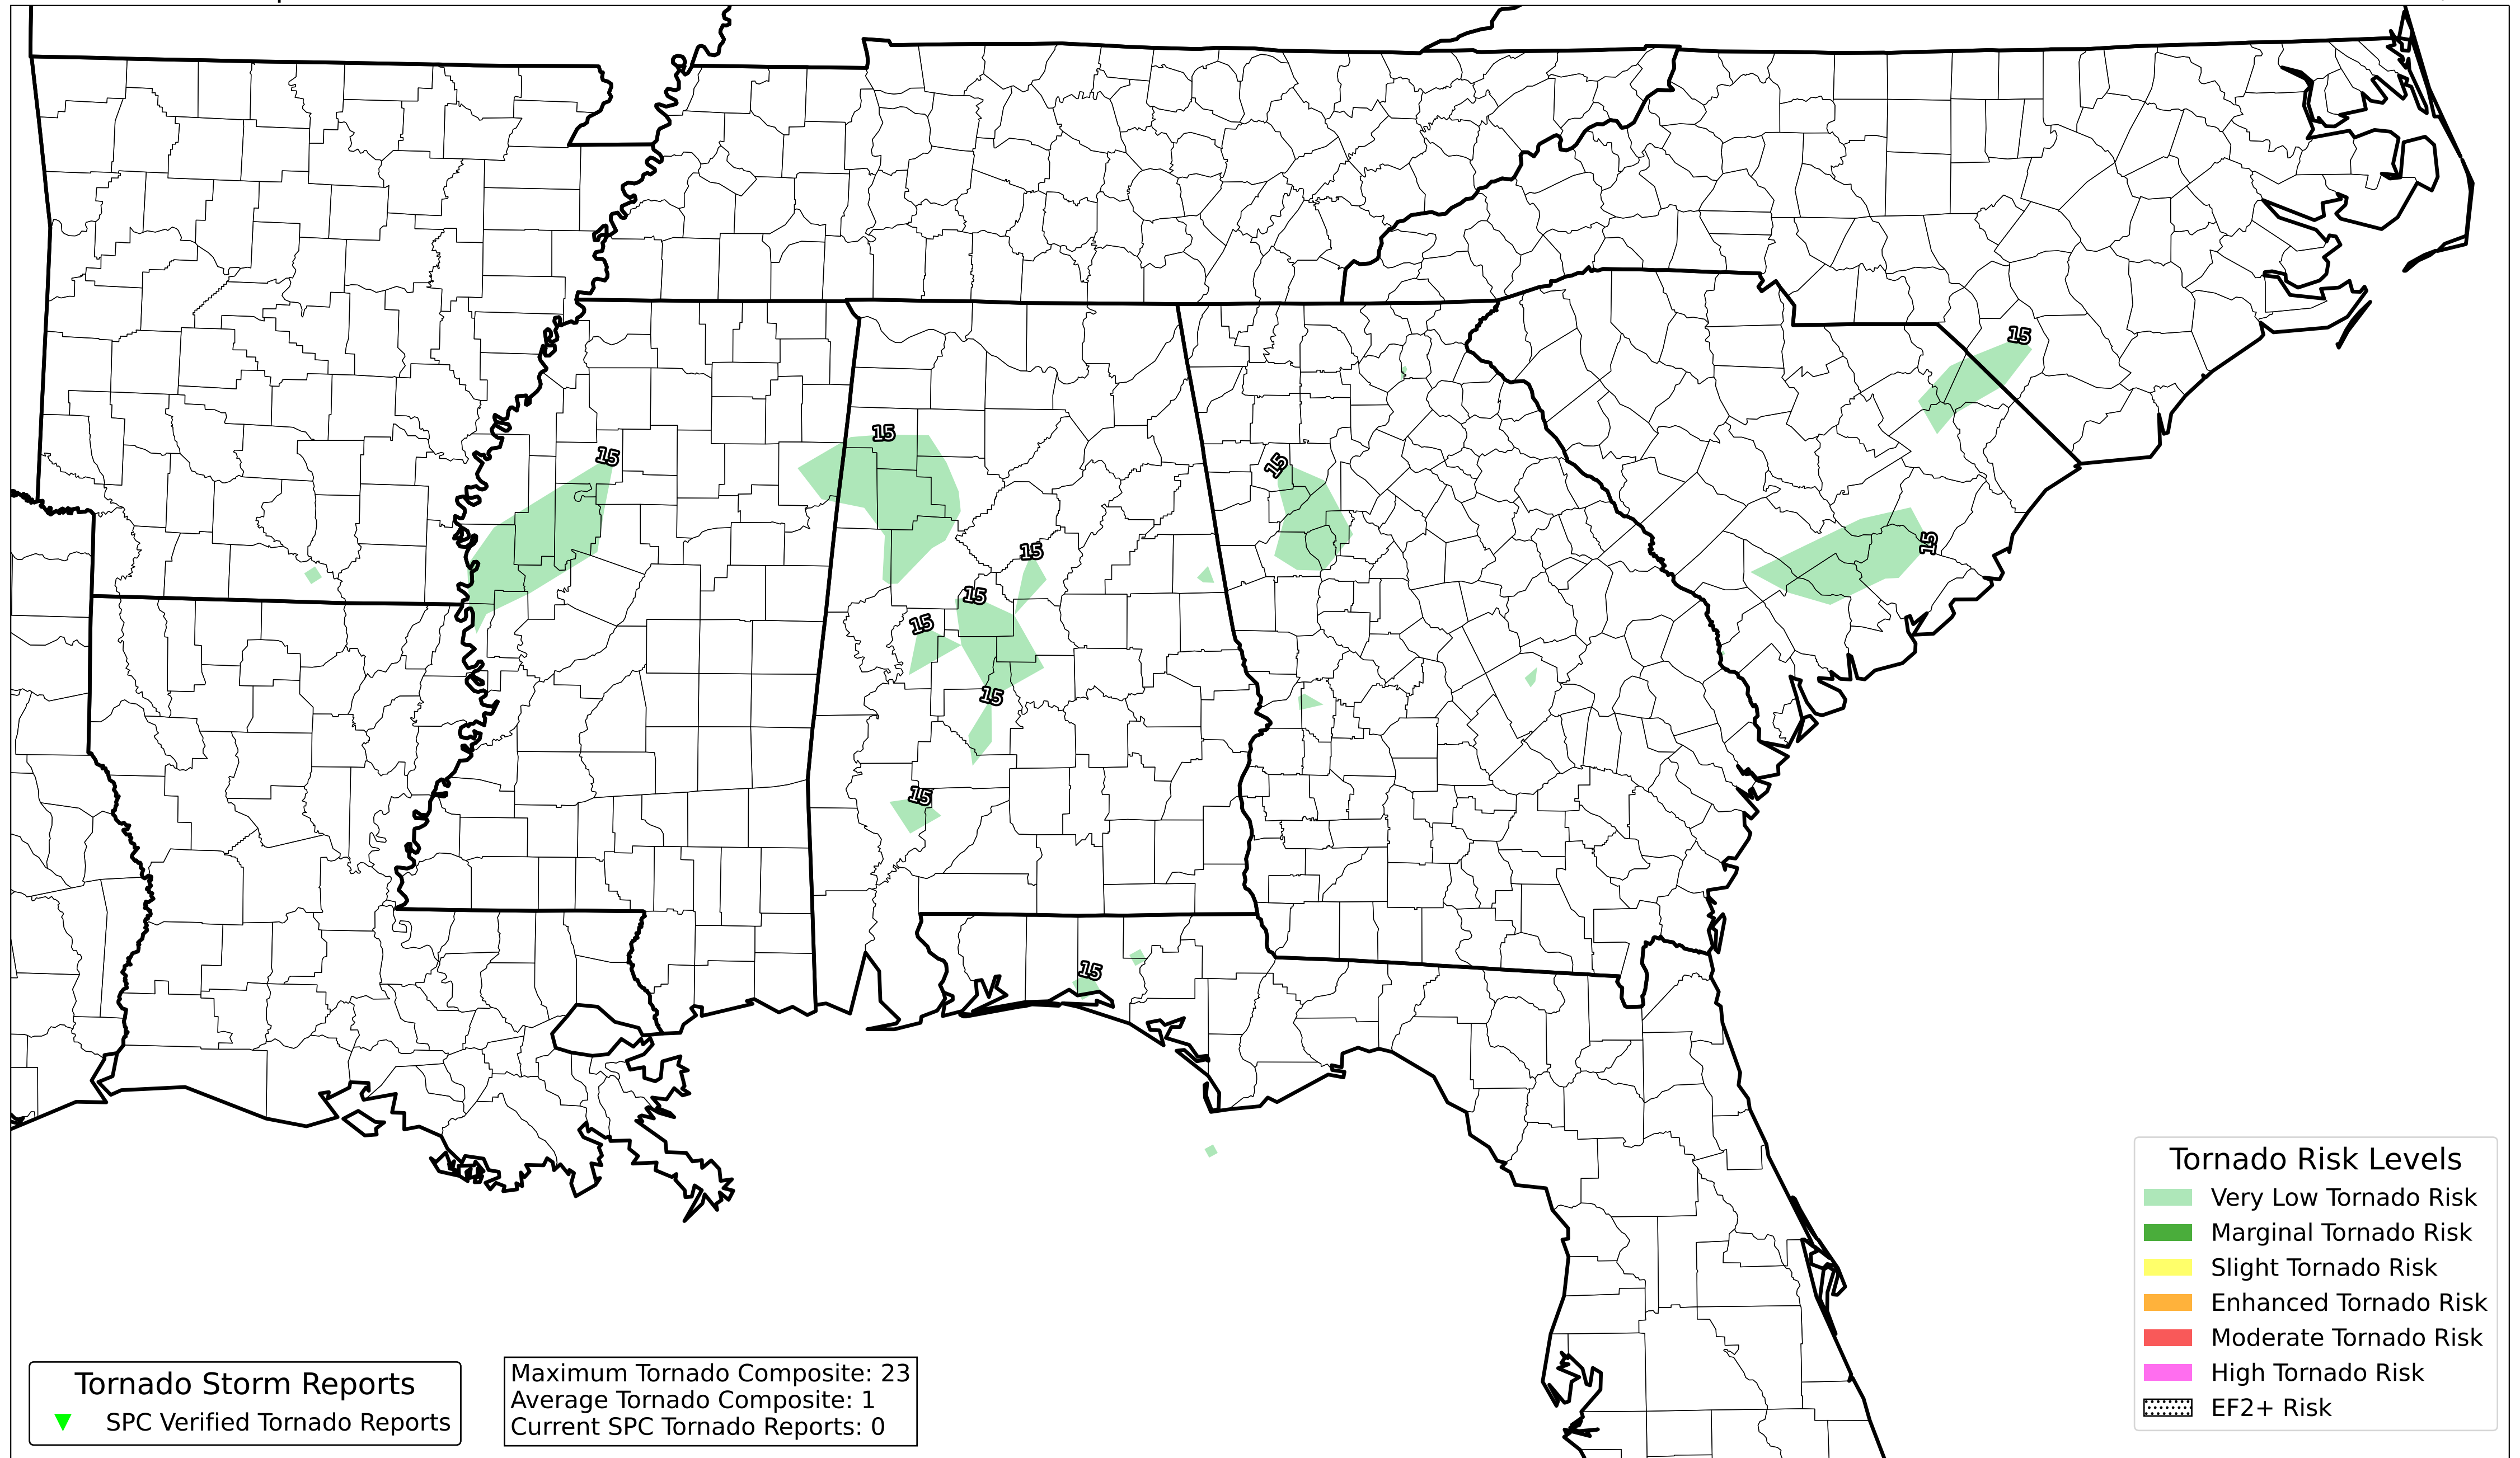 15
15
15
15
15
15
15
15
15
15
15
Tornado Risk Levels
Very Low Tornado Risk
Marginal Tornado Risk
Slight Tornado Risk
Enhanced Tornado Risk
Moderate Tornado Risk
High Tornado Risk
EF2+ Risk
Tornado Storm Reports
SPC Verified Tornado Reports
Maximum Tornado Composite: 23
Average Tornado Composite: 1
Current SPC Tornado Reports: 0